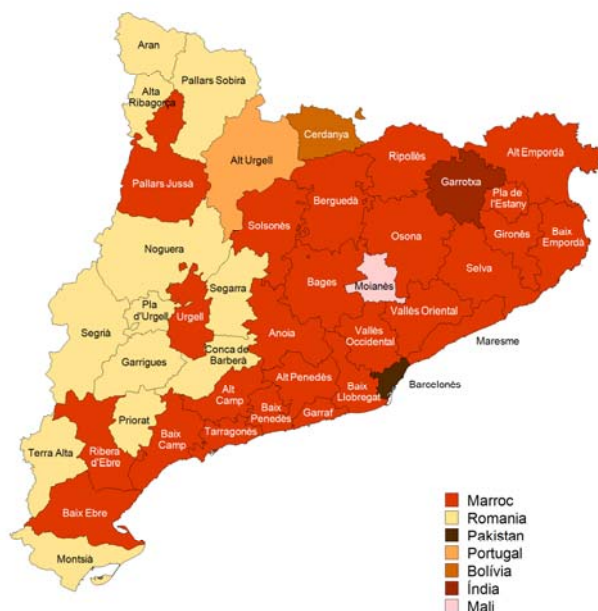 Aran
Pallars Sobirà
Alta
Ribagorça
Cerdanya
Alt Urgell
Pallars Jussà
Ripollès
Alt Empordà
Garrotxa
Pla de
l'Estany
Berguedà
Solsonès
Osona
Gironès
Baix
Empordà
Noguera
Segarra
Bages
Moianès
Selva
Pla
d'Urgell
Urgell
Segrià
Vallès Oriental
Anoia
Vallès
Occidental
Maresme
Garrigues
Conca de
Barberà
Alt Penedès
Alt
Camp
Baix
Llobregat
Barcelonès
Baix
Penedès
Garraf
Priorat
Baix
Camp
Tarragonès
Terra Alta
Ribera
d'Ebre
Baix Ebre
Montsià
Marroc
Romania
Pakistan
Portugal
Bolívia
Índia
Mali